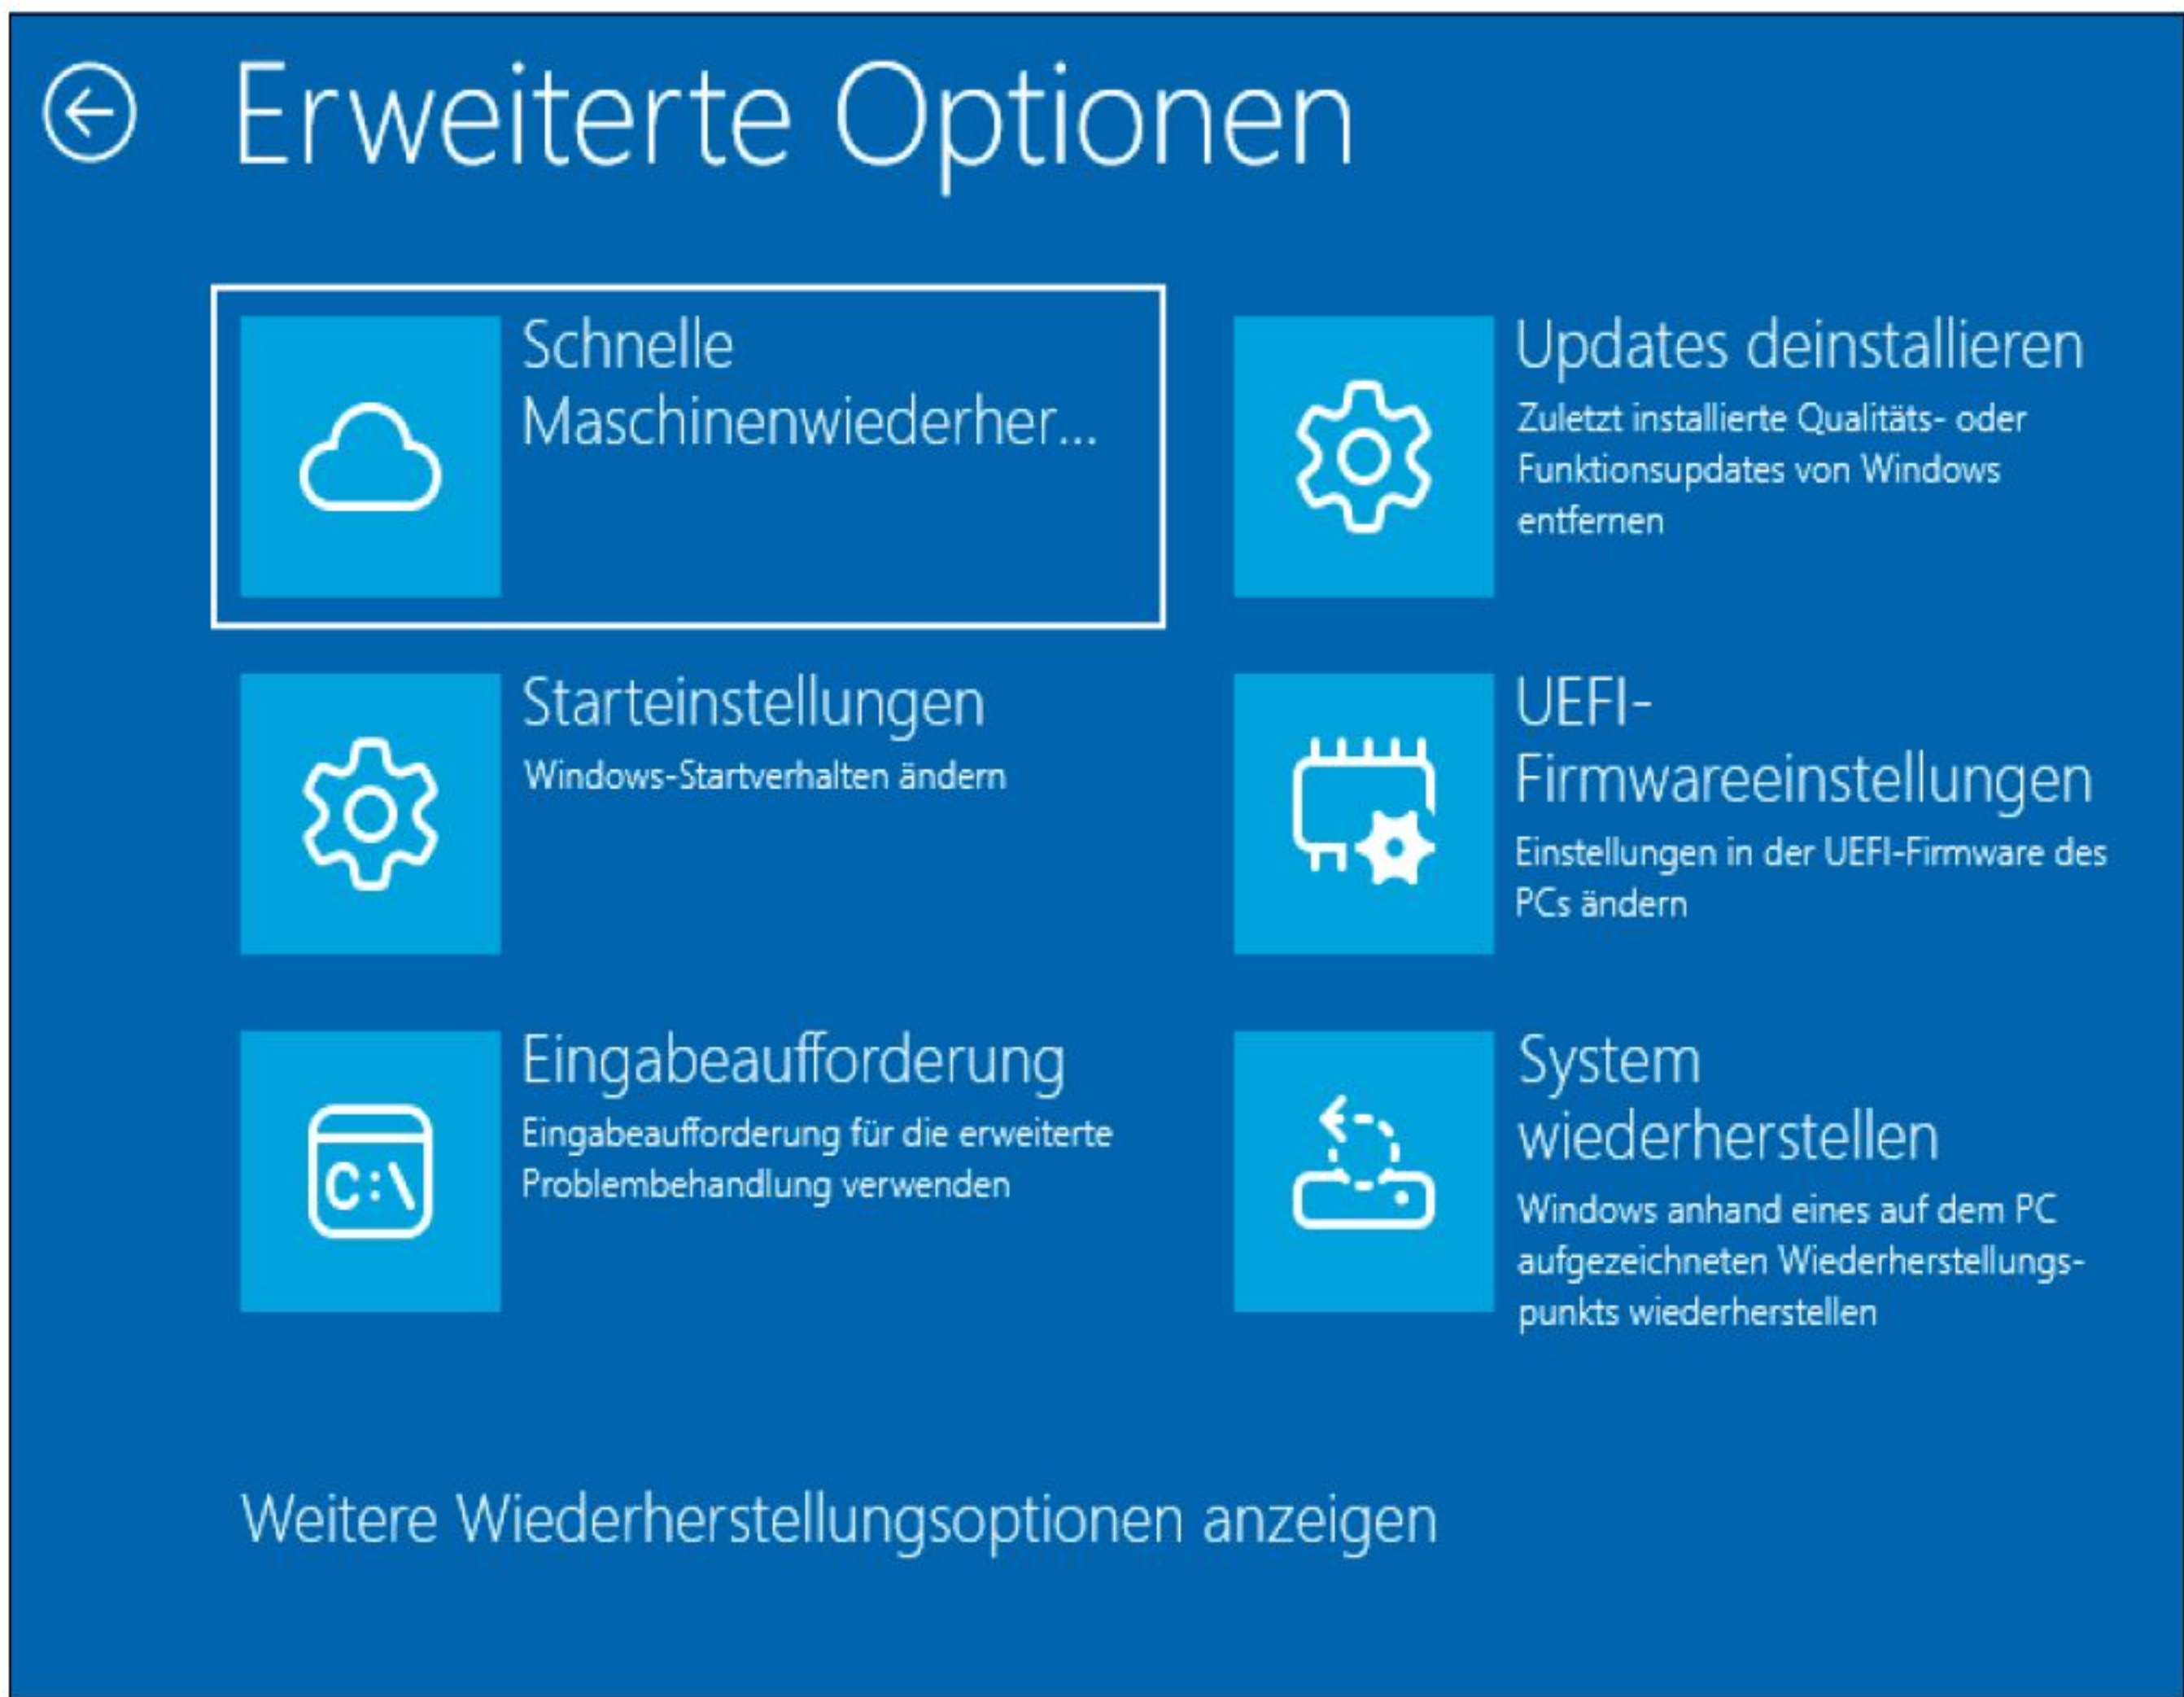 Erweiterte Optionen
Schnelle
Maschinenwiederher...
Updates deinstallieren
Zuletzt installierte Qualitäts- oder
Funktionsupdates von Windows
entfernen
Starteinstellungen
Windows-Startverhalten ändern
UEFI-
Firmwareeinstellungen
Einstellungen in der UEFI-Firmware des
PCs ändern
C:\
Eingabeaufforderung
Eingabeaufforderung für die erweiterte
Problembehandlung verwenden
System
wiederherstellen
Windows anhand eines auf dem PC
aufgezeichneten Wiederherstellungs-
punkts wiederherstellen
Weitere Wiederherstellungsoptionen anzeigen